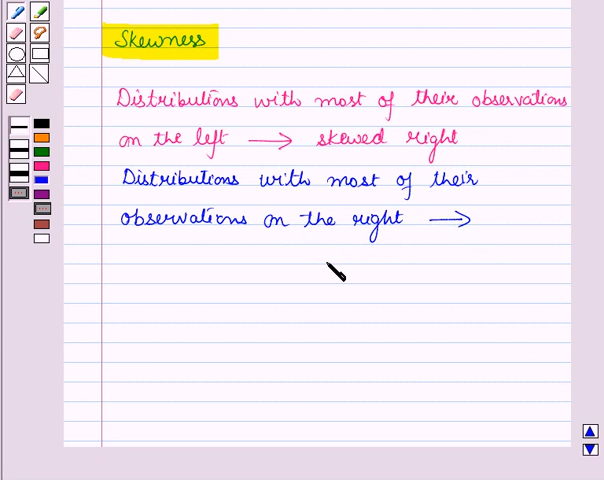 Skewness
Distributions with most of their observations
on the left → skewed right
Distributions with most of their
observations on the right →